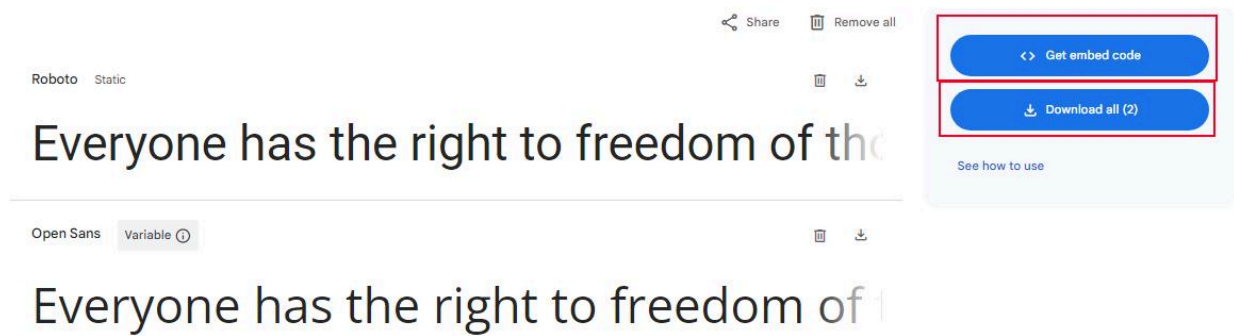 Share Remove all
Get embed code
Roboto Static
Download all (2)
Everyone has the right to freedom of tho
See how to use
Open Sans Variable
Everyone has the right to freedom of